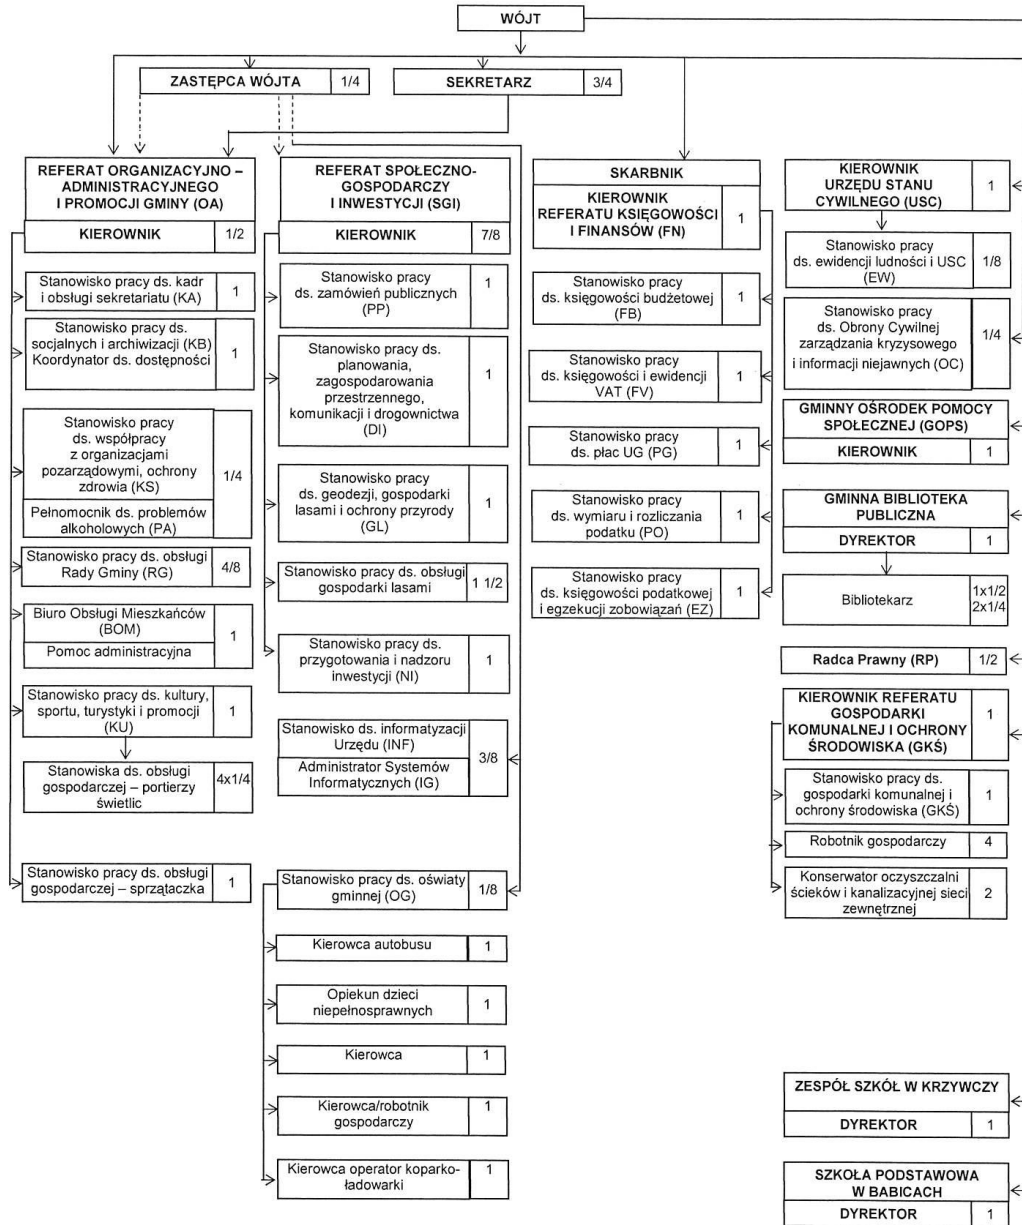 WÓJT
ZASTĘPCA WÓJTA 1/4
SEKRETARZ 3/4
REFERAT ORGANIZACYJNO –
ADMINISTRACYJNEGO
I PROMOCJI GMINY (OA)
KIEROWNIK 1/2
Stanowisko pracy ds. kadr
i obsługi sekretariatu (KA)
1
Stanowisko pracy ds.
socjalnych i archiwizacji (KB)
Koordynator ds. dostępności
1
Stanowisko pracy
ds. współpracy
z organizacjami
pozarządowymi, ochrony
zdrowia (KS)
1/4
Pełnomocnik ds. problemów
alkoholowych (PA)
Stanowisko pracy ds. obsługi
Rady Gminy (RG)
4/8
Biuro Obsługi Mieszkańców
(BOM)
1
Pomoc administracyjna
Stanowisko pracy ds. kultury,
sportu, turystyki i promocji
(KU)
1
Stanowiska ds. obsługi
gospodarczej – portierzy
świetlic
4x1/4
Stanowisko pracy ds. obsługi
gospodarczej – sprzątaczka
1
REFERAT SPOŁECZNO-
GOSPODARCZY
I INWESTYCJI (SGI)
KIEROWNIK 7/8
Stanowisko pracy
ds. zamówień publicznych
(PP)
1
Stanowisko pracy ds.
planowania,
zagospodarowania
przestrzennego,
komunikacji i drogownictwa
(DI)
1
Stanowisko pracy
ds. geodezji, gospodarki
lasami i ochrony przyrody
(GL)
1
Stanowisko pracy ds. obsługi
gospodarki lasami
1 1/2
Stanowisko pracy ds.
przygotowania i nadzoru
inwestycji (NI)
1
Stanowisko ds. informatyzacji
Urzędu (INF)
3/8
Administrator Systemów
Informatycznych (IG)
Stanowisko pracy ds. oświaty
gminnej (OG)
1/8
Kierowca autobusu 1
Opiekun dzieci
niepełnosprawnych
1
Kierowca 1
Kierowca/robotnik
gospodarczy
1
Kierowca operator koparko-
ładowarki
1
SKARBNIK
KIEROWNIK
REFERATU KSIĘGOWOŚCI
I FINANSÓW (FN)
1
Stanowisko pracy
ds. księgowości budżetowej
(FB)
1
Stanowisko pracy
ds. księgowości i ewidencji
VAT (FV)
1
Stanowisko pracy
ds. płac UG (PG)
1
Stanowisko pracy
ds. wymiaru i rozliczania
podatku (PO)
1
Stanowisko pracy
ds. księgowości podatkowej
i egzekucji zobowiązań (EZ)
1
KIEROWNIK
URZĘDU STANU
CYWILNEGO (USC)
1
Stanowisko pracy
ds. ewidencji ludności i USC
(EW)
1/8
Stanowisko pracy
ds. Obrony Cywilnej
zarządzania kryzysowego
i informacji niejawnych (OC)
1/4
GMINNY OŚRODEK POMOCY
SPOŁECZNEJ (GOPS)
KIEROWNIK 1
GMINNA BIBLIOTEKA
PUBLICZNA
DYREKTOR 1
Bibliotekarz
1x1/2
2x1/4
Radca Prawny (RP) 1/2
KIEROWNIK REFERATU
GOSPODARKI
KOMUNALNEJ I OCHRONY
ŚRODOWISKA (GKŚ)
1
Stanowisko pracy ds.
gospodarki komunalnej i
ochrony środowiska (GKŚ)
1
Robotnik gospodarczy 4
Konserwator oczyszczalni
ścieków i kanalizacyjnej sieci
zewnętrznej
2
ZESPÓŁ SZKÓŁ W KRZYWCZY
DYREKTOR 1
SZKOŁA PODSTAWOWA
W BABICACH
DYREKTOR 1